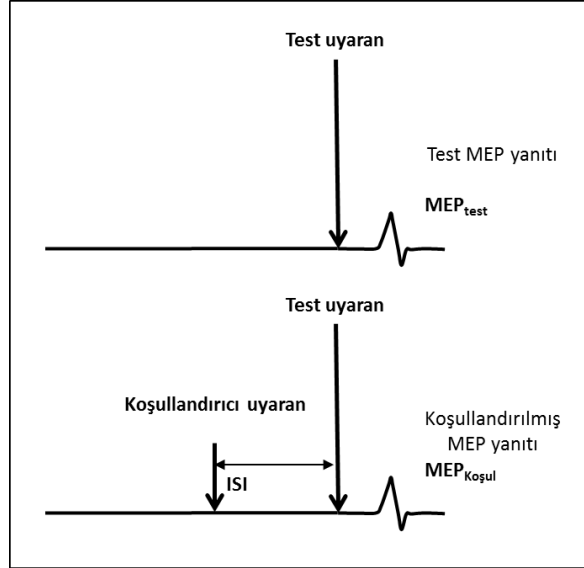 Test uyaran
Test MEP yanıtı
MEPtest
Test uyaran
Koşullandırıcı uyaran
ISI
Koşullandırılmış
MEP yanıtı
MEPKoşul